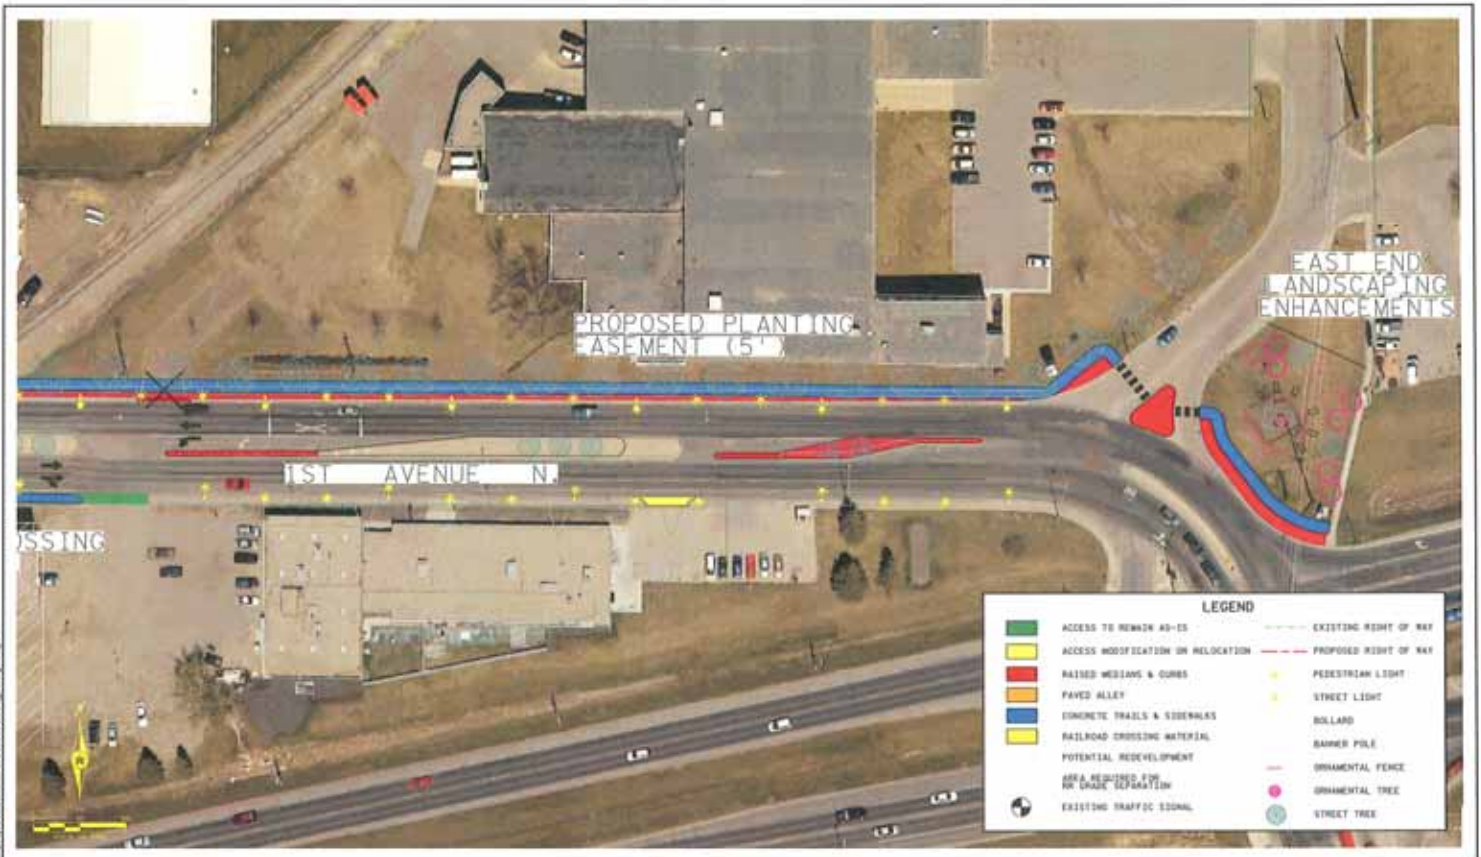 PROPOSED PLANTING
EASEMENT (5')
EAST END
LANDSCAPING
ENHANCEMENTS
1ST AVENUE N.
OSSING
LEGEND
ACCESS TO REMAIN AS-IS
ACCESS MODIFICATION OR RELOCATION
RAISED MEDIANS & CURBS
PAVED ALLEY
CONCRETE TRAILS & SIDEWALKS
RAILROAD CROSSING MATERIAL
POTENTIAL REDEVELOPMENT
AREA REQUIRED FOR
RR GRADE SEPARATION
EXISTING TRAFFIC SIGNAL
EXISTING RIGHT OF WAY
PROPOSED RIGHT OF WAY
PEDESTRIAN LIGHT
STREET LIGHT
BOLLARD
BANNER POLE
ORNAMENTAL FENCE
ORNAMENTAL TREE
STREET TREE